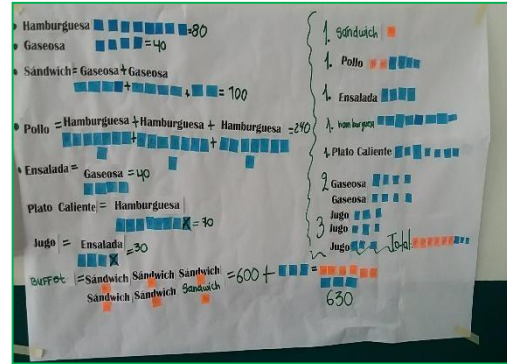 Hamburguesa =80
Gaseosa =40
Sándwich= Gaseosa + Gaseosa
+ + = 100
Pollo = Hamburguesa + Hamburguesa + Hamburguesa =240
Ensalada =
Gaseosa = 40
Plato Caliente = Hamburguesa
X = 70
Jugo = Ensalada
X =30
Buffet = Sándwich Sándwich Sándwich =600 + =
Sándwich Sándwich Sandwich
630
1. Sándwich
1. Pollo
1. Ensalada
1. hamburguesa
1. Plato Caliente
2 Gaseosa
Gaseosa
3 Jugo
Jugo
Jugo
Total